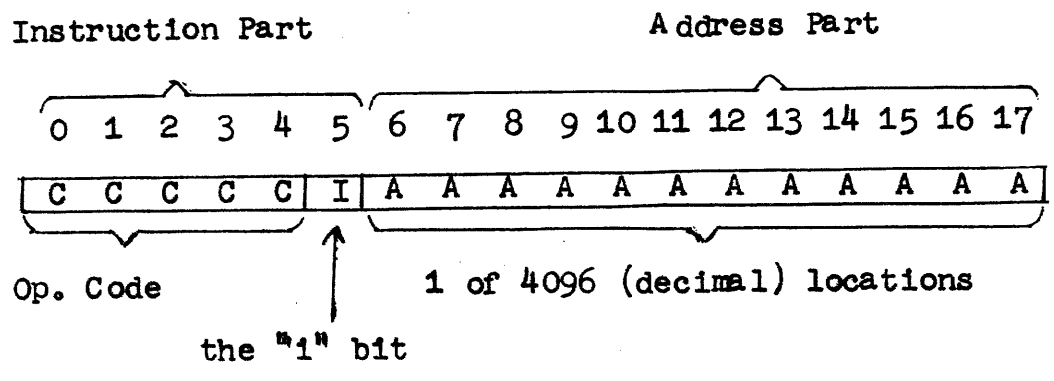 Instruction Part Address Part
0 1 2 3 4 5 6 7 8 9 10 11 12 13 14 15 16 17
C C C C C I A A A A A A A A A A A A
Op. Code 1 of 4096 (decimal) locations
the "i" bit